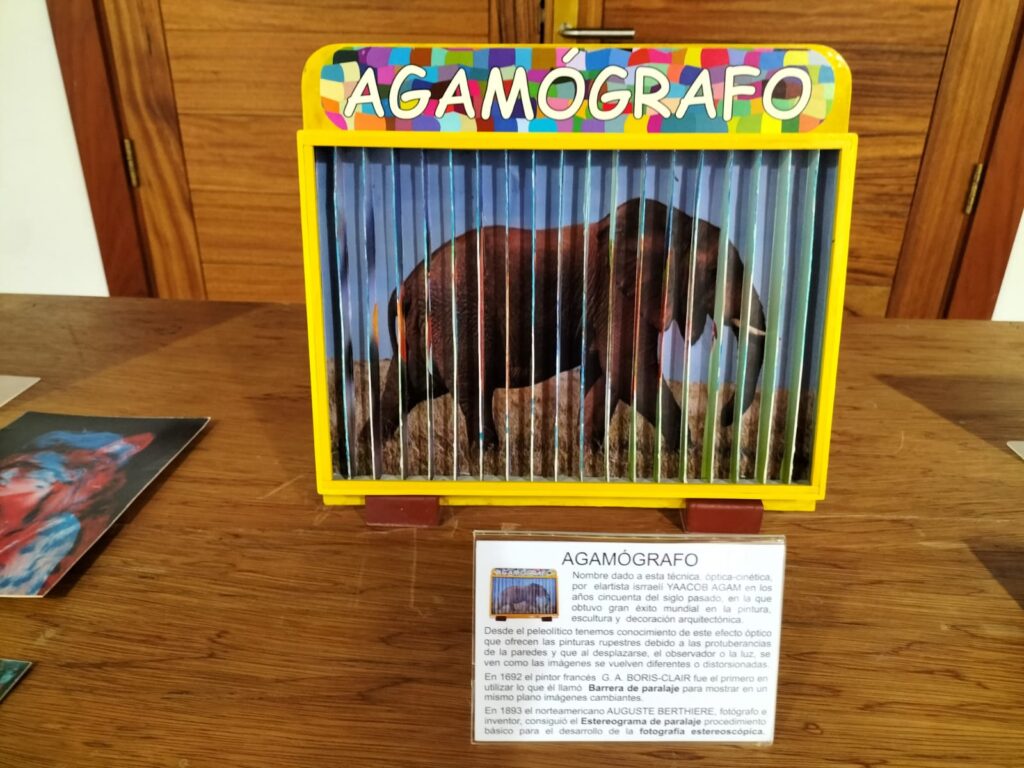 AGAMÓGRAFO
AGAMÓGRAFO
Nombre dado a esta técnica, óptica-cinética,
por elartista isrraelí YAACOB AGAM en los
años cincuenta del siglo pasado, en la que
obtuvo gran éxito mundial en la pintura,
escultura y decoración arquitectónica.
Desde el peleolítico tenemos conocimiento de este efecto óptico
que ofrecen las pinturas rupestres debido a las protuberancias
de la paredes y que al desplazarse, el observador o la luz, se
ven como las imágenes se vuelven diferentes o distorsionadas.
En 1692 el pintor francés G. A. BORIS-CLAIR fue el primero en
utilizar lo que él llamó Barrera de paralaje para mostrar en un
mismo plano imágenes cambiantes.
En 1893 el norteamericano AUGUSTE BERTHIERE, fotógrafo e
inventor, consiguió el Estereograma de paralaje procedimiento
básico para el desarrollo de la fotografía estereoscópica.